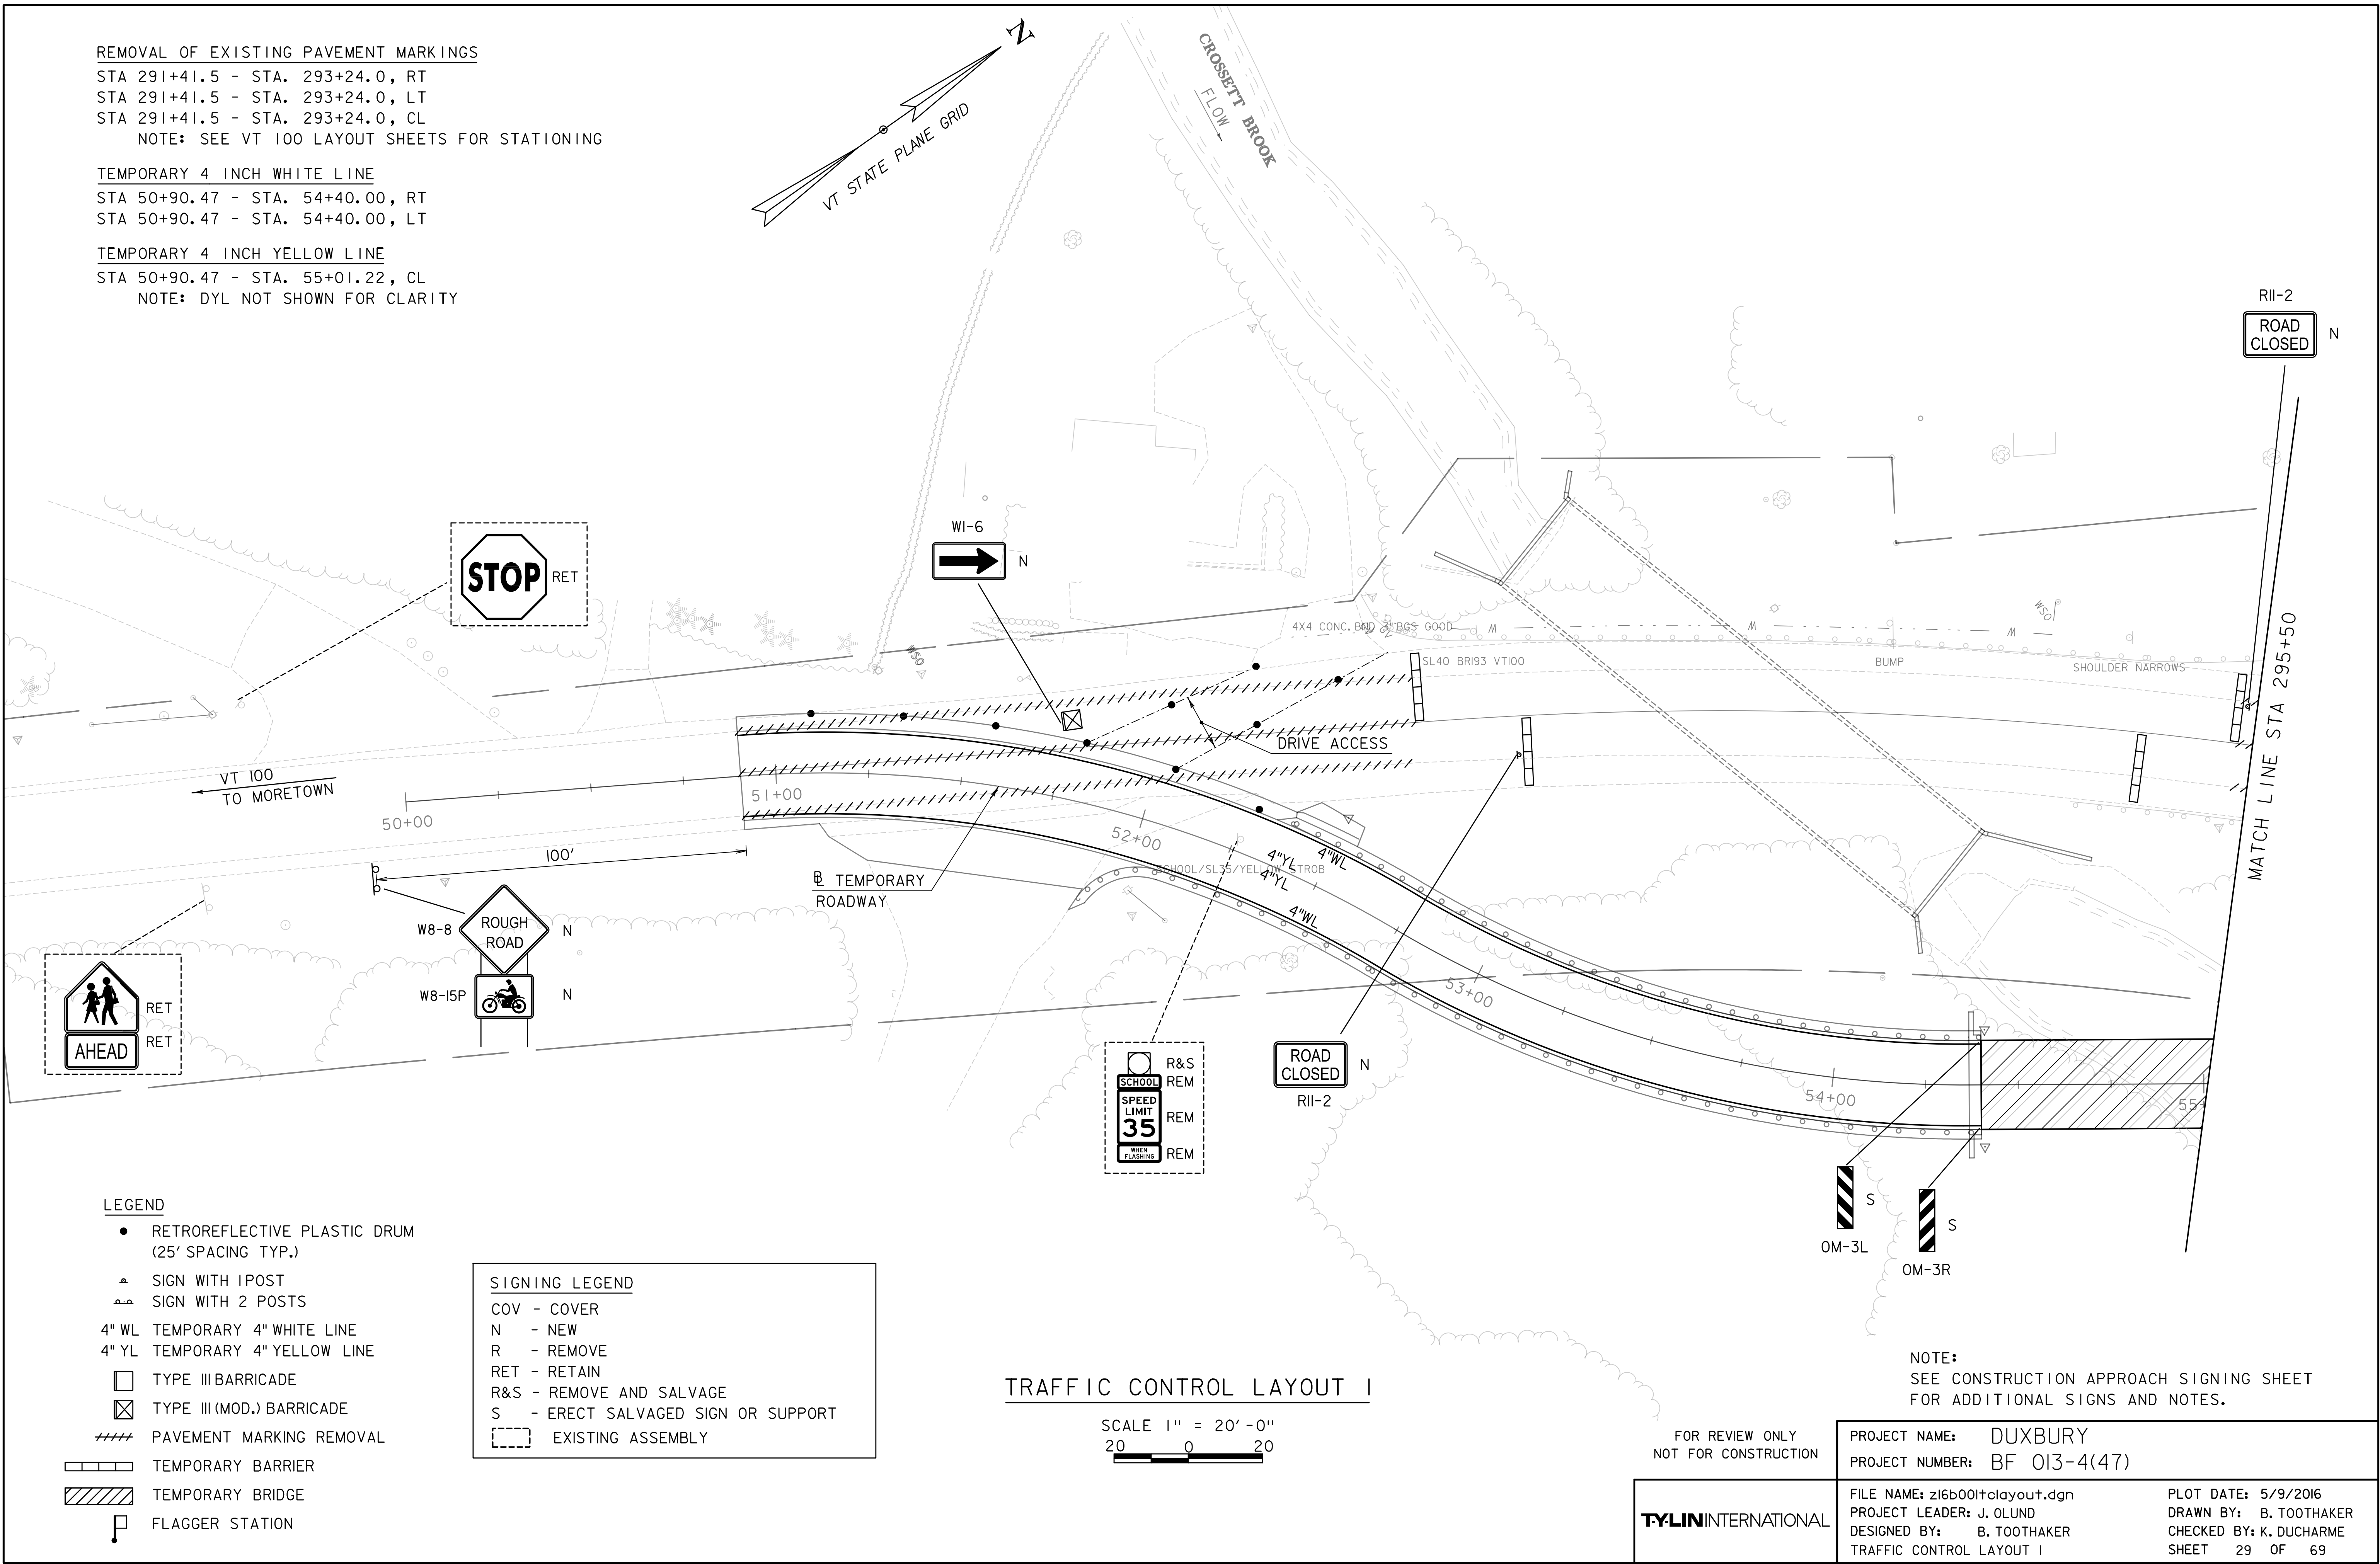 REMOVAL OF EXISTING PAVEMENT MARKINGS
STA 291+41.5 - STA. 293+24.0, RT
STA 291+41.5 - STA. 293+24.0, LT
STA 291+41.5 - STA. 293+24.0, CL
NOTE: SEE VT 100 LAYOUT SHEETS FOR STATIONING
TEMPORARY 4 INCH WHITE LINE
STA 50+90.47 - STA. 54+40.00, RT
STA 50+90.47 - STA. 54+40.00, LT
TEMPORARY 4 INCH YELLOW LINE
STA 50+90.47 - STA. 55+01.22, CL
NOTE: DYL NOT SHOWN FOR CLARITY
N
VT STATE PLANE GRID
CROSSETT BROOK
FLOW
R11-2
ROAD
CLOSED
N
STOP
RET
W1-6
N
WSO
4X4 CONC. BND 3" BGS GOOD
W
W
W
WSO
SL40 BR193 VT100
BUMP
SHOULDER NARROWS
MATCH LINE STA 295+50
DRIVE ACCESS
VT 100
TO MORETOWN
50+00
51+00
52+00
53+00
54+00
55+
100'
BL TEMPORARY
ROADWAY
SCHOOL/SL35/YELLOW STROB
4"YL
4"YL
4"WL
4"WL
W8-8
ROUGH
ROAD
N
W8-15P
N
RET
AHEAD
RET
R&S
SCHOOL
REM
SPEED
LIMIT
35
REM
WHEN
FLASHING
REM
ROAD
CLOSED
N
R11-2
S
OM-3L
S
OM-3R
LEGEND
RETROREFLECTIVE PLASTIC DRUM
(25' SPACING TYP.)
SIGN WITH 1 POST
SIGN WITH 2 POSTS
4" WL TEMPORARY 4" WHITE LINE
4" YL TEMPORARY 4" YELLOW LINE
TYPE III BARRICADE
TYPE III (MOD.) BARRICADE
PAVEMENT MARKING REMOVAL
TEMPORARY BARRIER
TEMPORARY BRIDGE
FLAGGER STATION
SIGNING LEGEND
COV - COVER
N - NEW
R - REMOVE
RET - RETAIN
R&S - REMOVE AND SALVAGE
S - ERECT SALVAGED SIGN OR SUPPORT
EXISTING ASSEMBLY
TRAFFIC CONTROL LAYOUT 1
SCALE 1" = 20'-0"
20 0 20
NOTE:
SEE CONSTRUCTION APPROACH SIGNING SHEET
FOR ADDITIONAL SIGNS AND NOTES.
FOR REVIEW ONLY
NOT FOR CONSTRUCTION
PROJECT NAME: DUXBURY
PROJECT NUMBER: BF 013-4(47)
TYLININTERNATIONAL
FILE NAME: z16b001tclayout.dgn
PLOT DATE: 5/9/2016
PROJECT LEADER: J. OLUND
DRAWN BY: B. TOOTHAKER
DESIGNED BY: B. TOOTHAKER
CHECKED BY: K. DUCHARME
TRAFFIC CONTROL LAYOUT 1
SHEET 29 OF 69